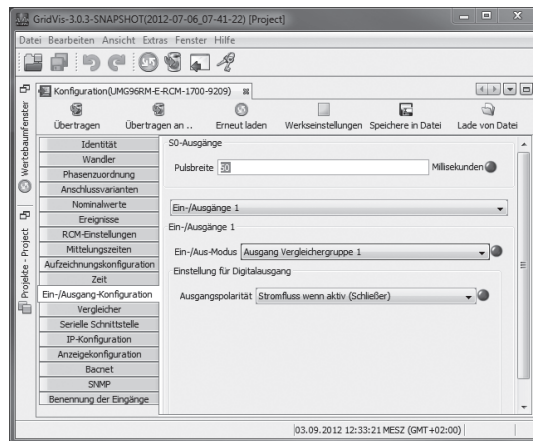 GridVis-3.0.3-SNAPSHOT(2012-07-06_07-41-22) [Project]
Datei Bearbeiten Ansicht Extras Fenster Hilfe
Konfiguration(UMG96RM-E-RCM-1700-9209)
Übertragen Übertragen an .. Erneut laden Werkseinstellungen Speichere in Datei Lade von Datei
Wertebaumfenster
Projekte - Project
Identität
Wandler
Phasenzuordnung
Anschlussvarianten
Nominalwerte
Ereignisse
RCM-Einstellungen
Mittelungszeiten
Aufzeichnungskonfiguration
Zeit
Ein-/Ausgang-Konfiguration
Vergleicher
Serielle Schnittstelle
IP-Konfiguration
Anzeigekonfiguration
Bacnet
SNMP
Benennung der Eingänge
S0-Ausgänge
Pulsbreite 50 Millisekunden
Ein-/Ausgänge 1
Ein-/Ausgänge 1
Ein-/Aus-Modus Ausgang Vergleichergruppe 1
Einstellung für Digitalausgang
Ausgangspolarität Stromfluss wenn aktiv (Schließer)
03.09.2012 12:33:21 MESZ (GMT+02:00)